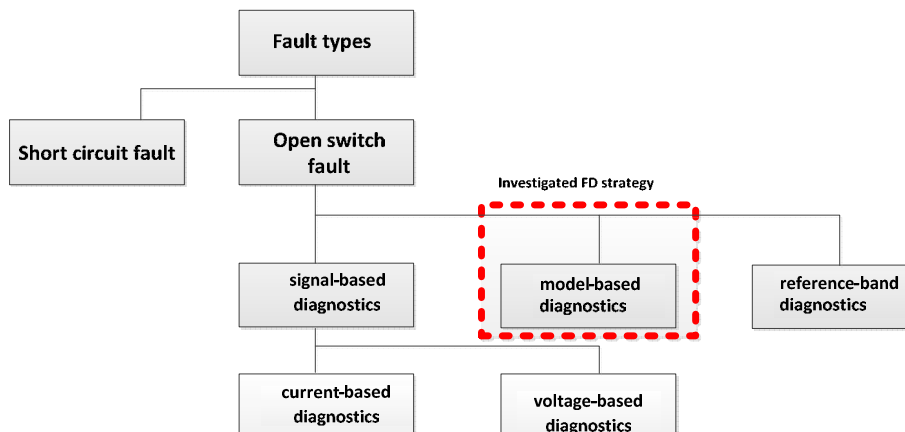 Fault types
Short circuit fault
Open switch
fault
Investigated FD strategy
signal-based
diagnostics
model-based
diagnostics
reference-band
diagnostics
current-based
diagnostics
voltage-based
diagnostics